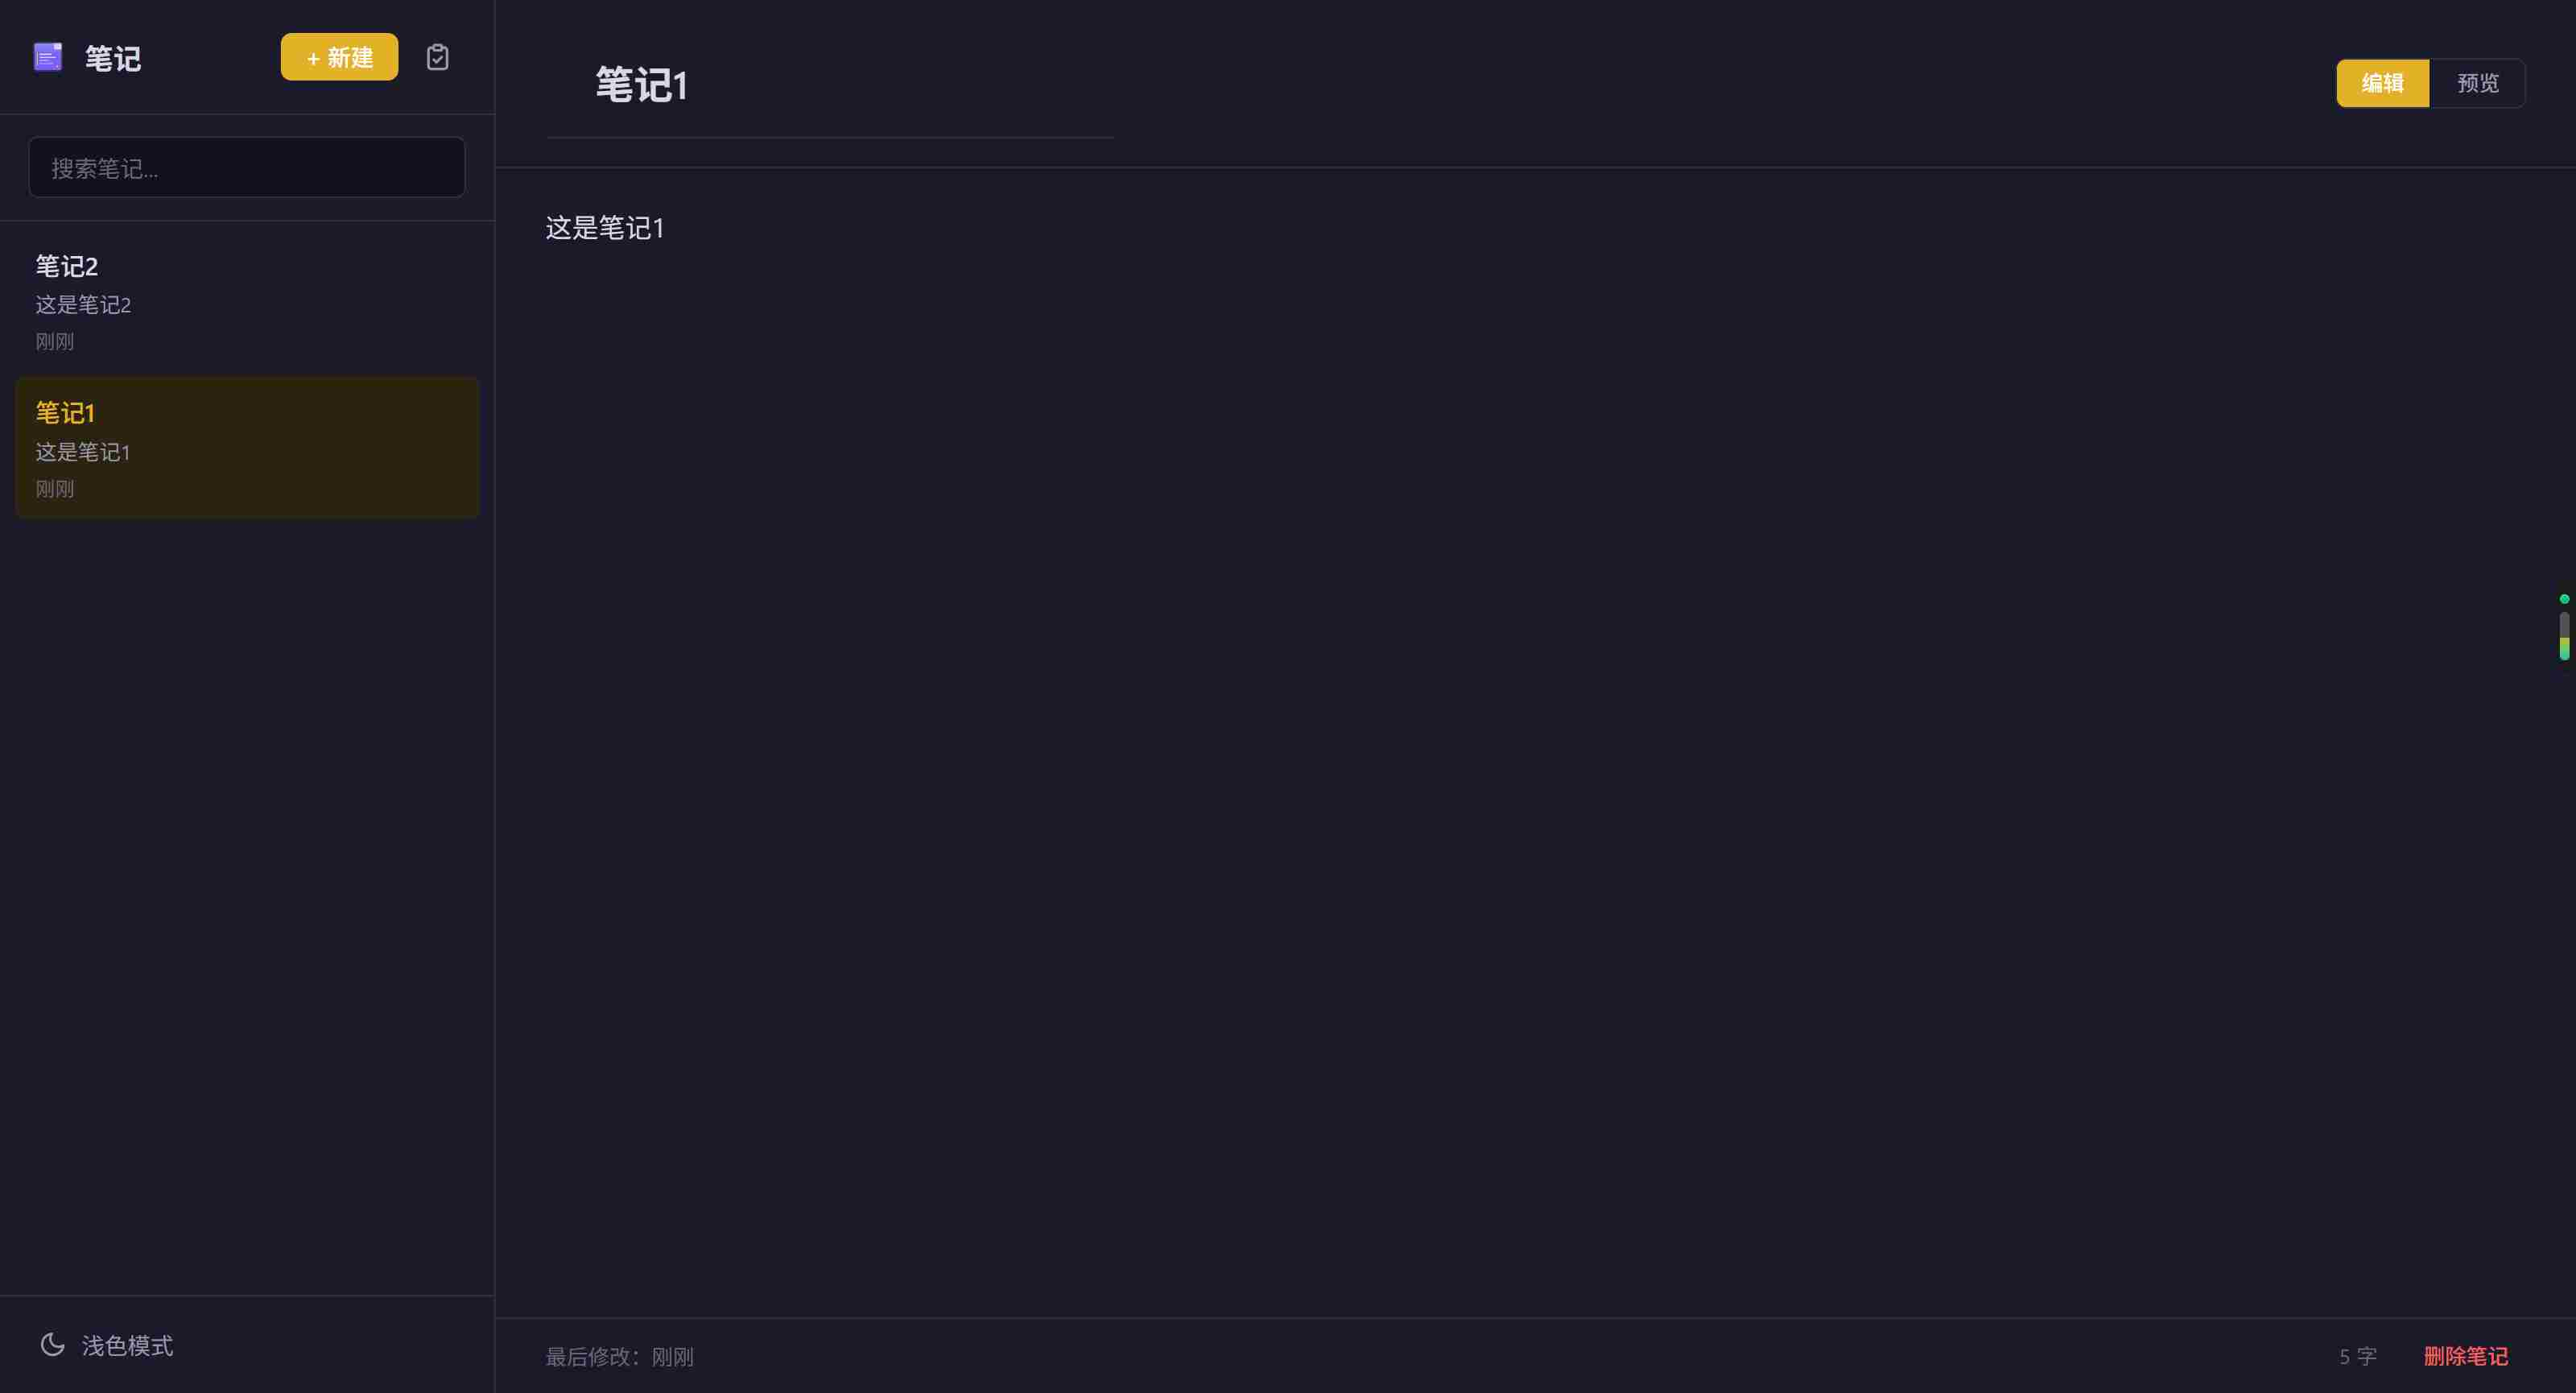 笔记
+ 新建
搜索笔记...
笔记2
这是笔记2
刚刚
笔记1
这是笔记1
刚刚
浅色模式
笔记1
编辑
预览
这是笔记1
最后修改：刚刚
5 字
删除笔记